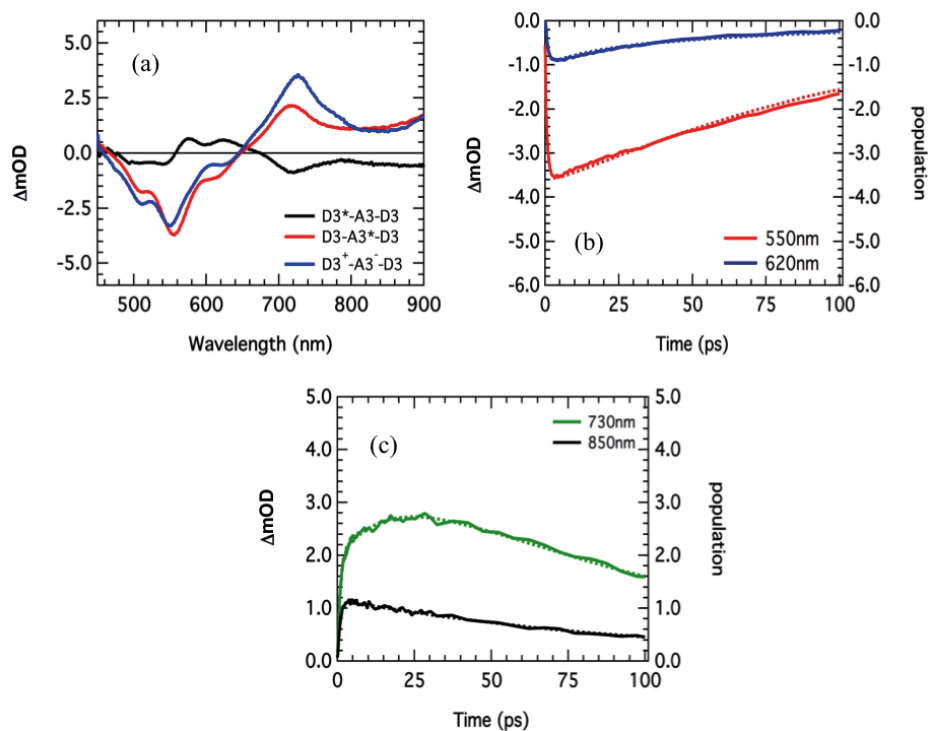 (a)
ΔmOD
5.0
2.5
0.0
-2.5
-5.0
D3*-A3-D3
D3-A3*-D3
D3⁺-A3⁻-D3
500 600 700 800 900
Wavelength (nm)
(b)
ΔmOD
0.0
-1.0
-2.0
-3.0
-4.0
-5.0
-6.0
550nm
620nm
0.0
-1.0
-2.0
-3.0
-4.0
-5.0
-6.0
population
0 25 50 75 100
Time (ps)
(c)
ΔmOD
5.0
4.0
3.0
2.0
1.0
0.0
730nm
850nm
5.0
4.0
3.0
2.0
1.0
0.0
population
0 25 50 75 100
Time (ps)